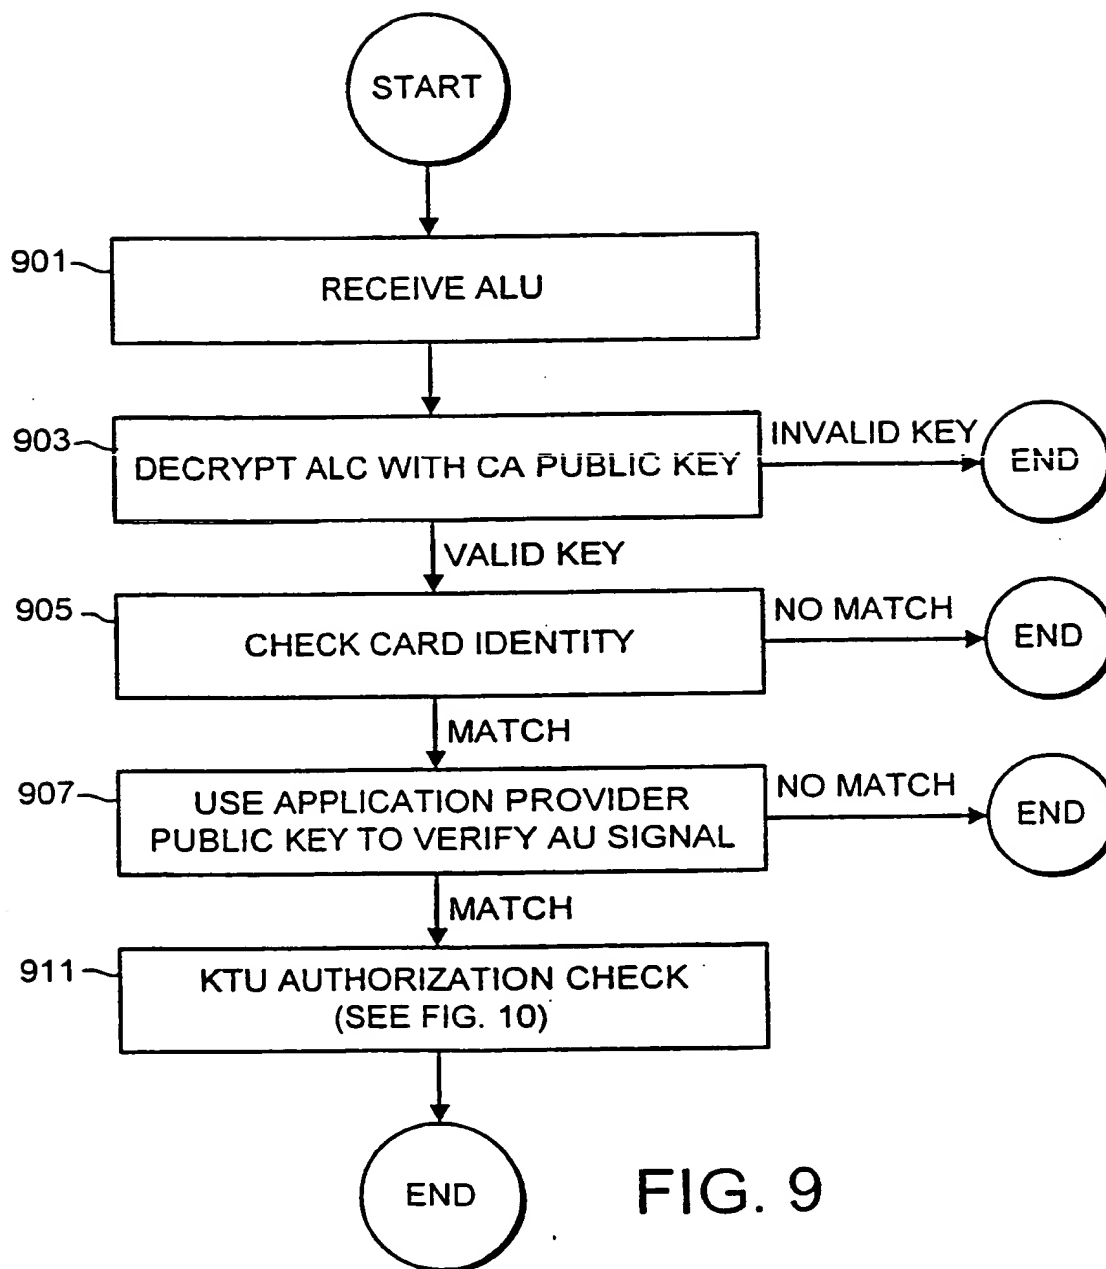 START
901
RECEIVE ALU
903
DECRYPT ALC WITH CA PUBLIC KEY
INVALID KEY
END
VALID KEY
905
CHECK CARD IDENTITY
NO MATCH
END
MATCH
907
USE APPLICATION PROVIDER
PUBLIC KEY TO VERIFY AU SIGNAL
NO MATCH
END
MATCH
911
KTU AUTHORIZATION CHECK
(SEE FIG. 10)
END
FIG. 9